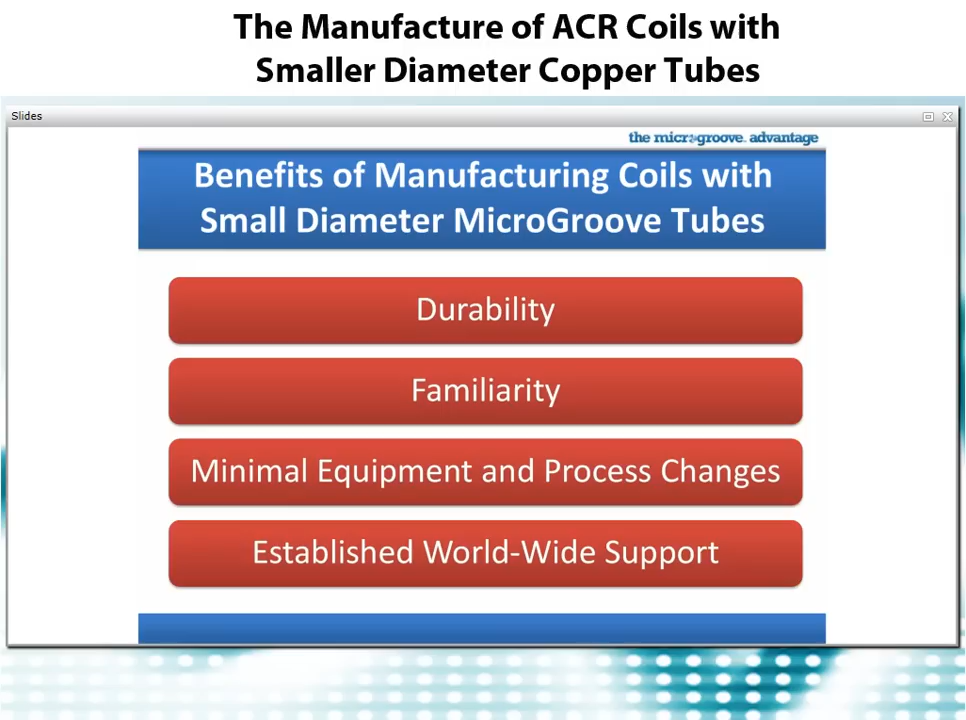 The Manufacture of ACR Coils with
Smaller Diameter Copper Tubes
Slides
the microgroove advantage
Benefits of Manufacturing Coils with
Small Diameter MicroGroove Tubes
Durability
Familiarity
Minimal Equipment and Process Changes
Established World-Wide Support